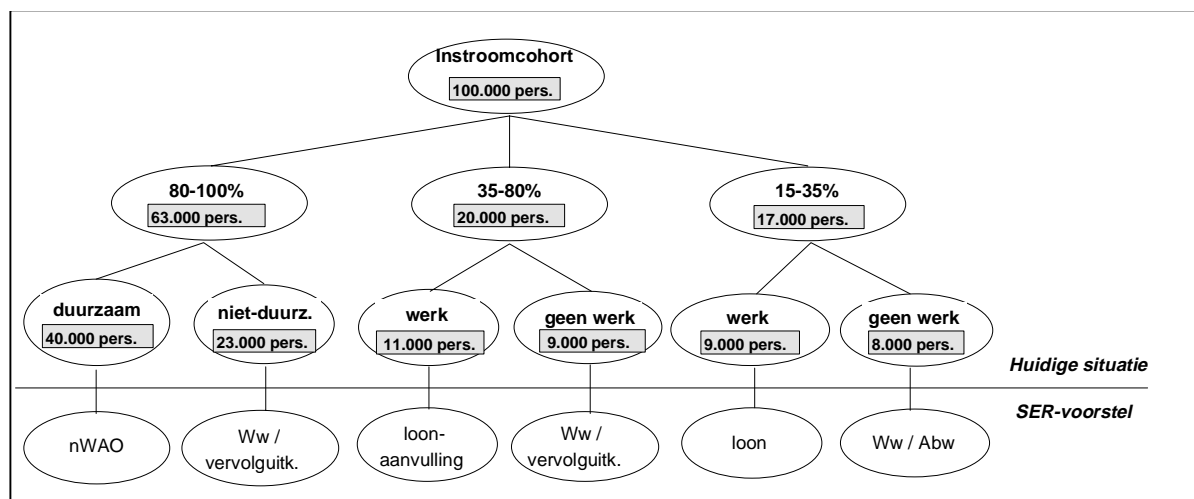 Instroomcohort
100.000 pers.
80-100%
63.000 pers.
35-80%
20.000 pers.
15-35%
17.000 pers.
duurzaam
40.000 pers.
niet-duurz.
23.000 pers.
werk
11.000 pers.
geen werk
9.000 pers.
werk
9.000 pers.
geen werk
8.000 pers.
Huidige situatie
SER-voorstel
nWAO
Ww /
vervolguitk.
loon-
aanvulling
Ww /
vervolguitk.
loon
Ww / Abw